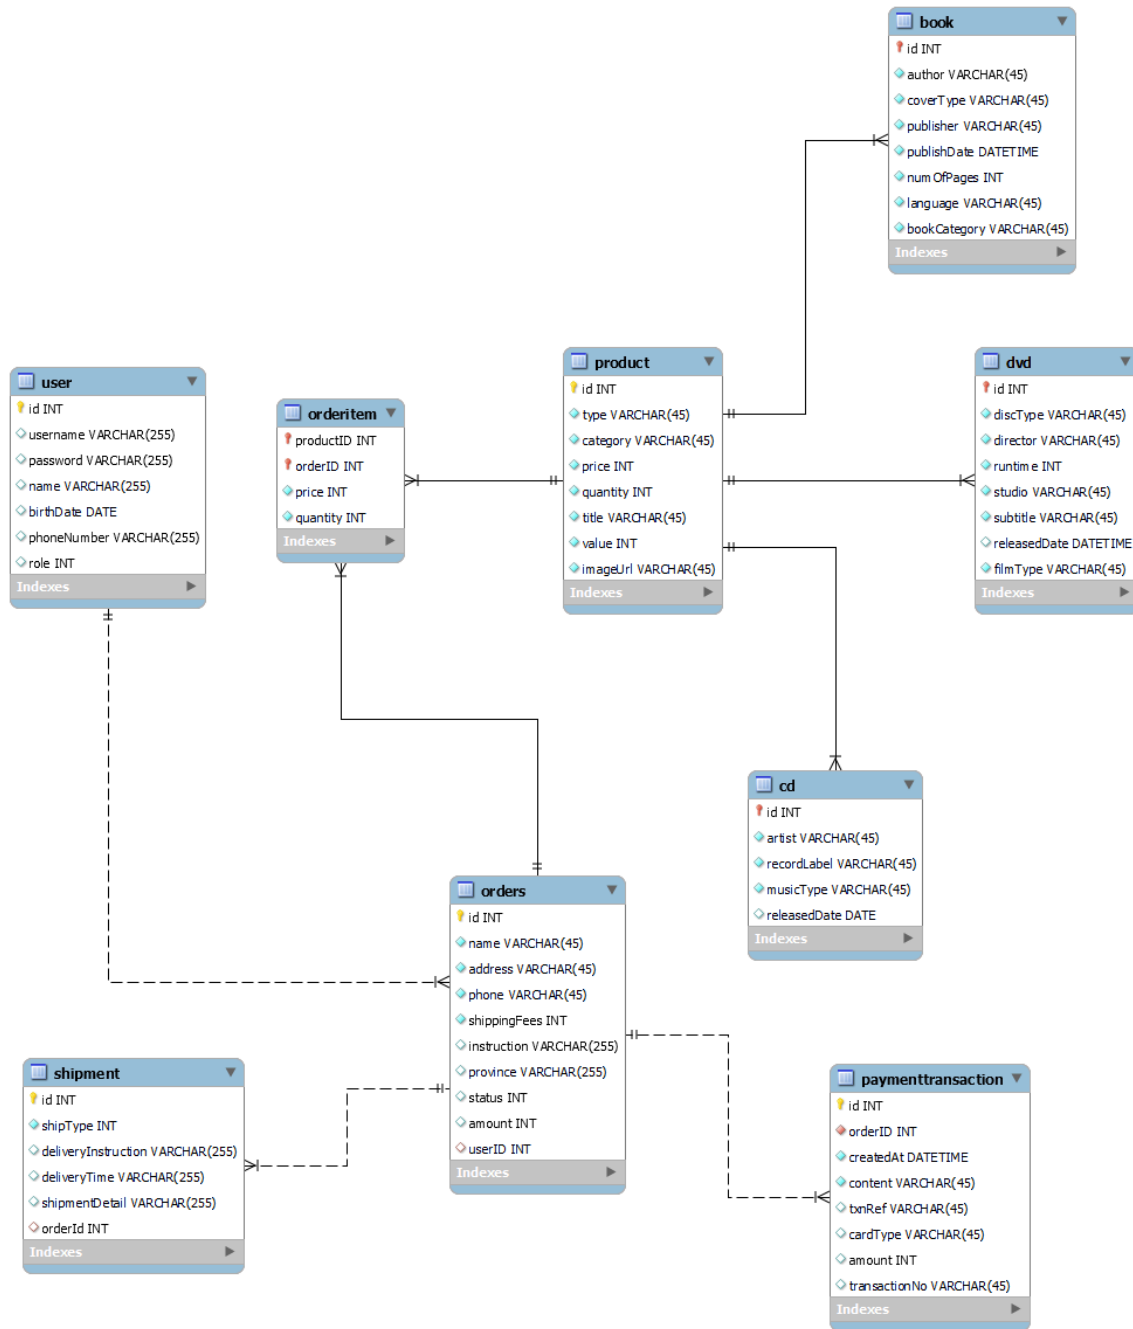 book
id INT
author VARCHAR(45)
coverType VARCHAR(45)
publisher VARCHAR(45)
publishDate DATETIME
numOfPages INT
language VARCHAR(45)
bookCategory VARCHAR(45)
Indexes
user
id INT
username VARCHAR(255)
password VARCHAR(255)
name VARCHAR(255)
birthDate DATE
phoneNumber VARCHAR(255)
role INT
Indexes
orderitem
productID INT
orderID INT
price INT
quantity INT
Indexes
product
id INT
type VARCHAR(45)
category VARCHAR(45)
price INT
quantity INT
title VARCHAR(45)
value INT
imageUrl VARCHAR(45)
Indexes
dvd
id INT
discType VARCHAR(45)
director VARCHAR(45)
runtime INT
studio VARCHAR(45)
subtitle VARCHAR(45)
releasedDate DATETIME
filmType VARCHAR(45)
Indexes
cd
id INT
artist VARCHAR(45)
recordLabel VARCHAR(45)
musicType VARCHAR(45)
releasedDate DATE
Indexes
orders
id INT
name VARCHAR(45)
address VARCHAR(45)
phone VARCHAR(45)
shippingFees INT
instruction VARCHAR(255)
province VARCHAR(255)
status INT
amount INT
userID INT
Indexes
shipment
id INT
shipType INT
deliveryInstruction VARCHAR(255)
deliveryTime VARCHAR(255)
shipmentDetail VARCHAR(255)
orderId INT
Indexes
paymenttransaction
id INT
orderID INT
createdAt DATETIME
content VARCHAR(45)
txnRef VARCHAR(45)
cardType VARCHAR(45)
amount INT
transactionNo VARCHAR(45)
Indexes